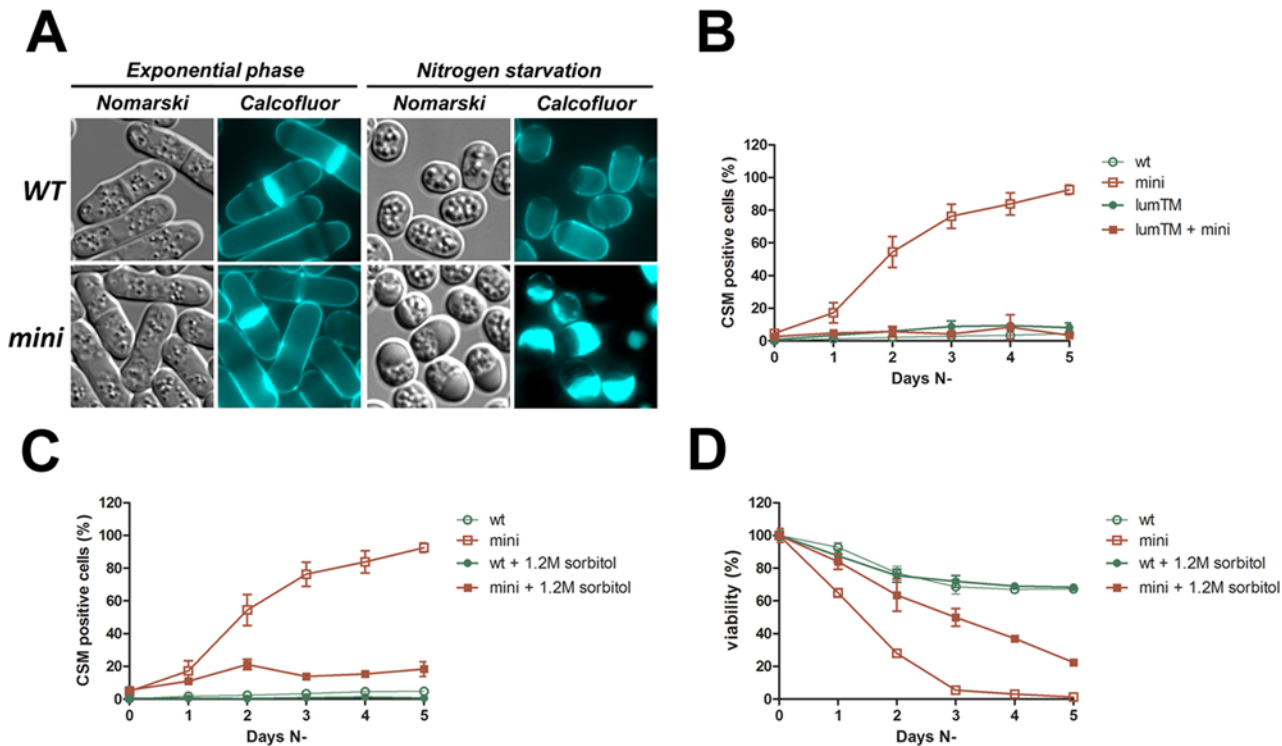 A
Exponential phase Nitrogen starvation
Nomarski Calcofluor Nomarski Calcofluor
WT
mini
B
CSM positive cells (%)
120
100
80
60
40
20
0
0 1 2 3 4 5
Days N-
wt
mini
lumTM
lumTM + mini
C
CSM positive cells (%)
120
100
80
60
40
20
0
0 1 2 3 4 5
Days N-
wt
mini
wt + 1.2M sorbitol
mini + 1.2M sorbitol
D
viability (%)
120
100
80
60
40
20
0
0 1 2 3 4 5
Days N-
wt
mini
wt + 1.2M sorbitol
mini + 1.2M sorbitol